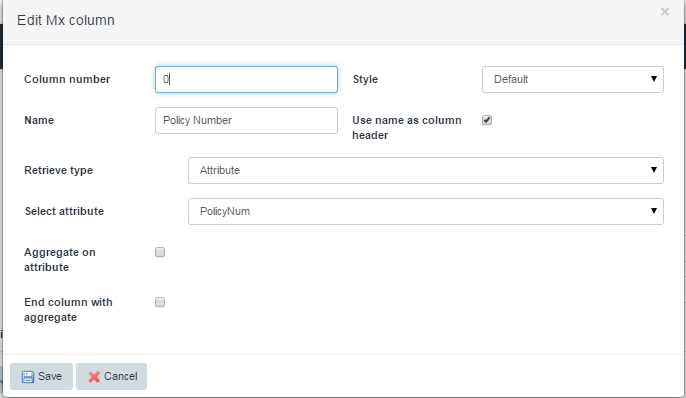 Edit Mx column
×
Column number 0 Style Default
Name Policy Number Use name as column
header
Retrieve type Attribute
Select attribute PolicyNum
Aggregate on
attribute
End column with
aggregate
Save Cancel